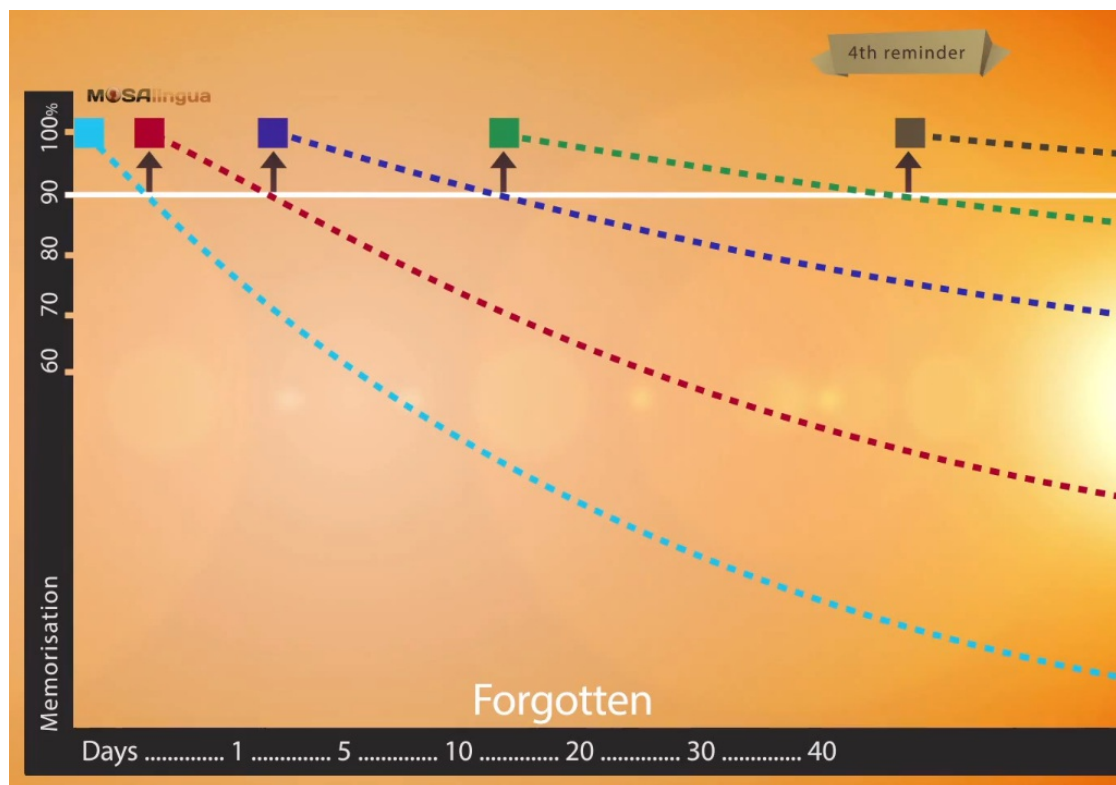 4th reminder
MOSAlingua
100%
90
80
70
60
Memorisation
Forgotten
Days .............. 1 .............. 5 .............. 10 .............. 20 .............. 30 .............. 40